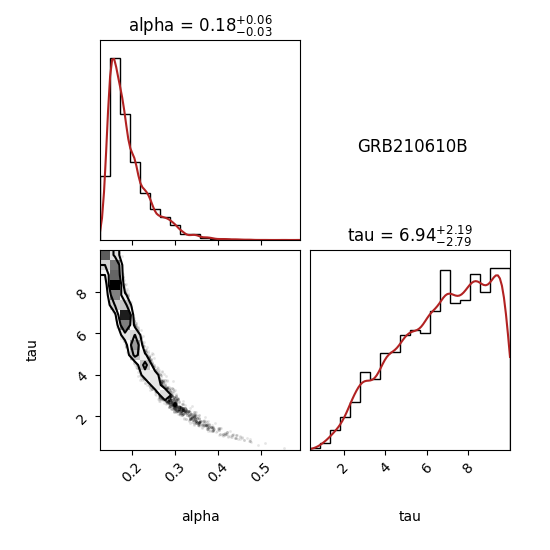 alpha = 0.18+0.06
−0.03
GRB210610B
tau = 6.94+2.19
−2.79
8
6
4
2
tau
0.2 0.3 0.4 0.5
alpha
2 4 6 8
tau